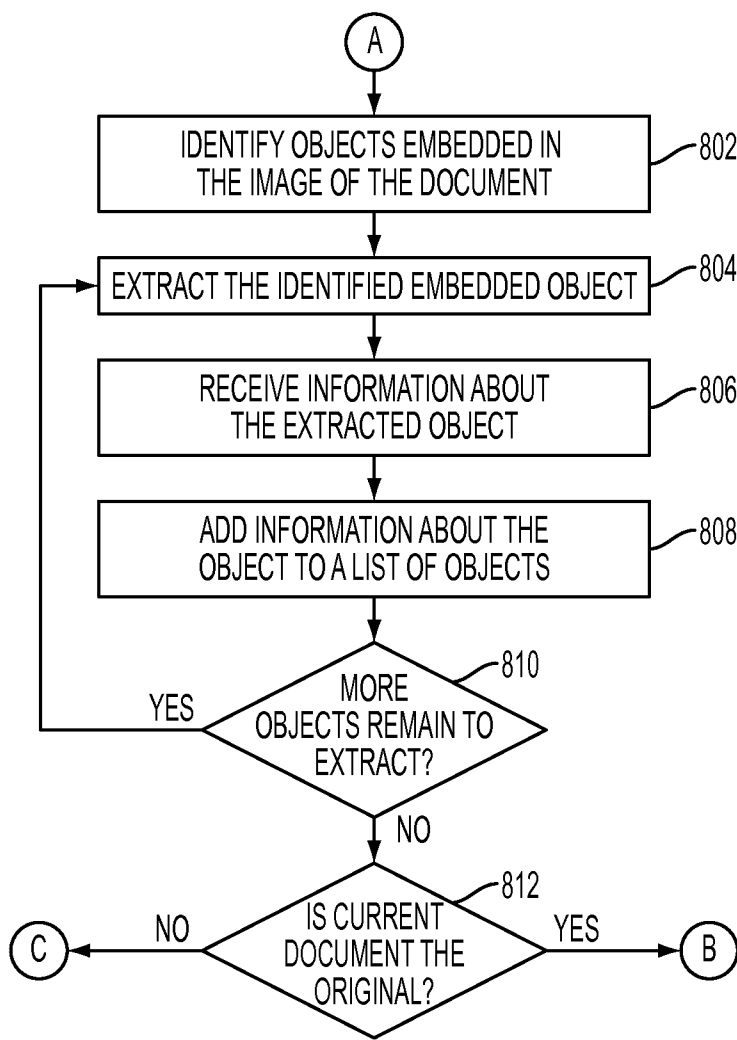 A
IDENTIFY OBJECTS EMBEDDED IN
THE IMAGE OF THE DOCUMENT
802
EXTRACT THE IDENTIFIED EMBEDDED OBJECT
804
RECEIVE INFORMATION ABOUT
THE EXTRACTED OBJECT
806
ADD INFORMATION ABOUT THE
OBJECT TO A LIST OF OBJECTS
808
810
MORE
OBJECTS REMAIN TO
EXTRACT?
YES
NO
812
IS CURRENT
DOCUMENT THE
ORIGINAL?
NO
YES
C
B